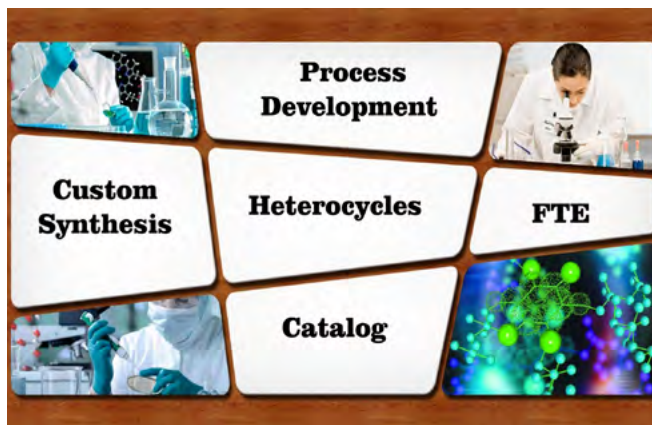 Process
Development
Custom
Synthesis
Heterocycles
FTE
Catalog